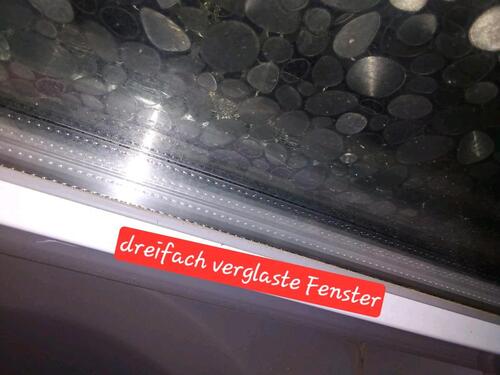 dreifach verglaste Fenster